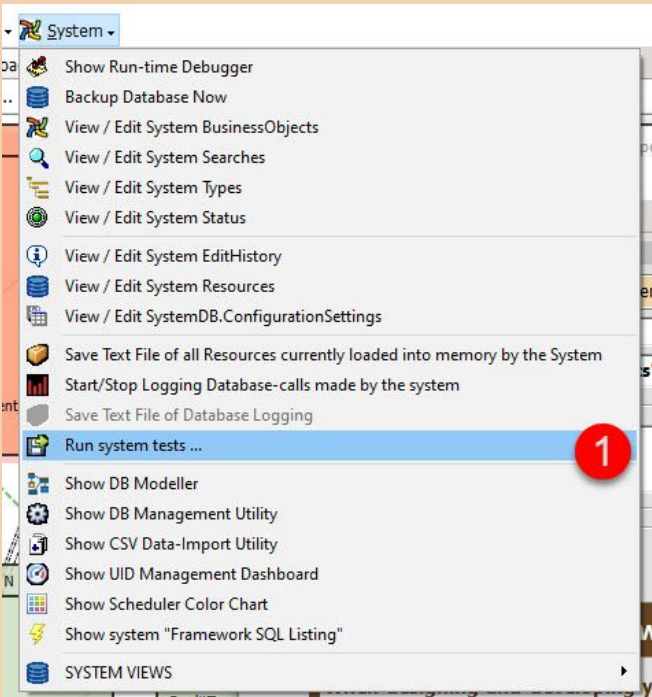 System
Show Run-time Debugger
Backup Database Now
View / Edit System BusinessObjects
View / Edit System Searches
View / Edit System Types
View / Edit System Status
View / Edit System EditHistory
View / Edit System Resources
View / Edit SystemDB.ConfigurationSettings
Save Text File of all Resources currently loaded into memory by the System
Start/Stop Logging Database-calls made by the system
Save Text File of Database Logging
Run system tests ...
1
Show DB Modeller
Show DB Management Utility
Show CSV Data-Import Utility
Show UID Management Dashboard
N
Show Scheduler Color Chart
Show system "Framework SQL Listing"
SYSTEM VIEWS